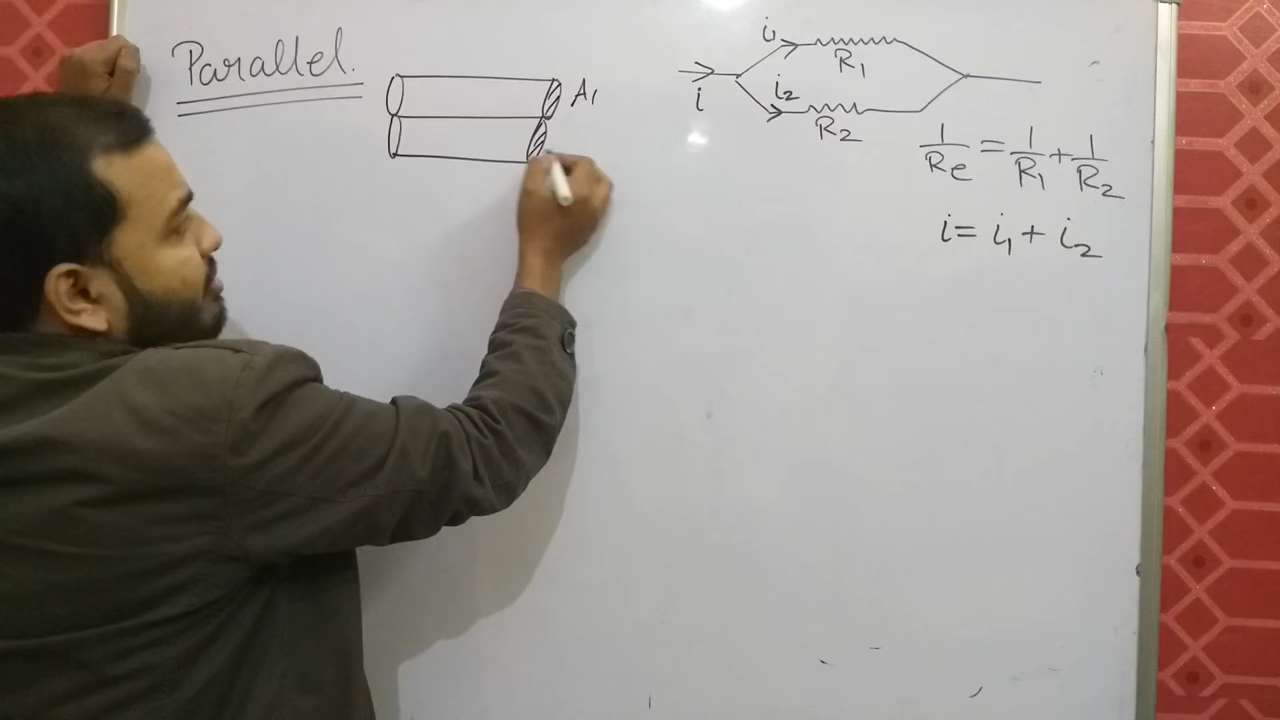 Parallel.
A1
i1
R1
i
i2
R2
1/Re = 1/R1 + 1/R2
i = i1 + i2